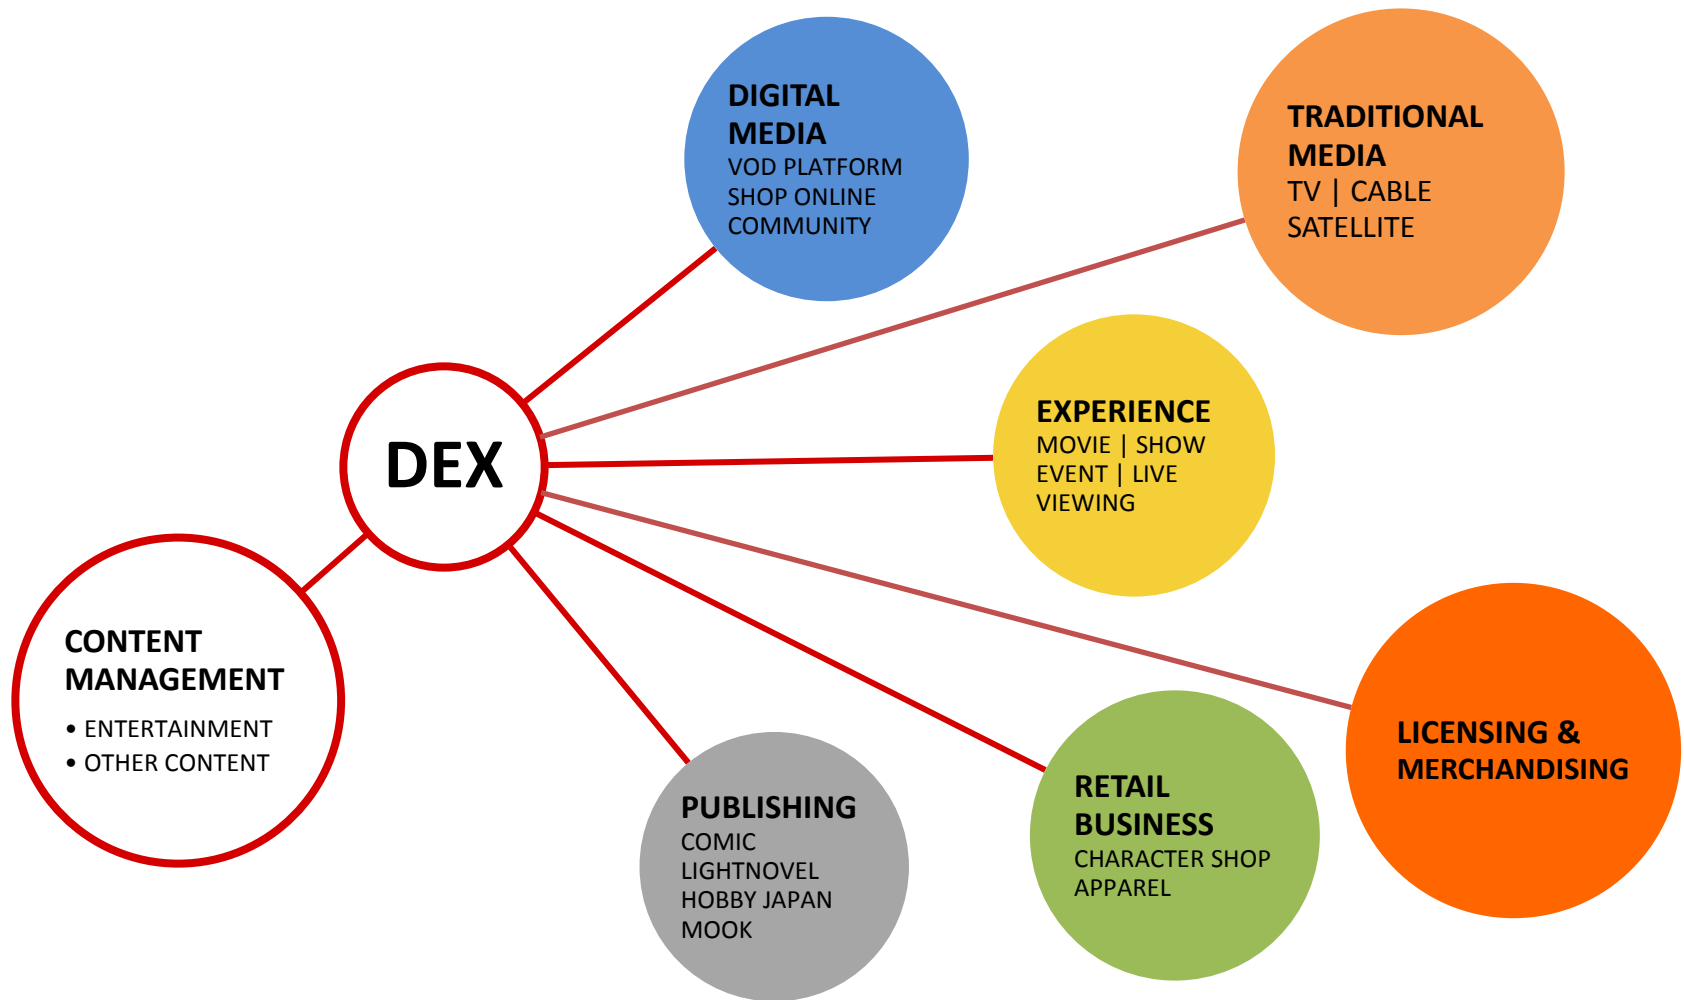 DIGITAL
MEDIA
VOD PLATFORM
SHOP ONLINE
COMMUNITY
TRADITIONAL
MEDIA
TV | CABLE
SATELLITE
EXPERIENCE
MOVIE | SHOW
EVENT | LIVE
VIEWING
DEX
CONTENT
MANAGEMENT
• ENTERTAINMENT
• OTHER CONTENT
PUBLISHING
COMIC
LIGHTNOVEL
HOBBY JAPAN
MOOK
RETAIL
BUSINESS
CHARACTER SHOP
APPAREL
LICENSING &
MERCHANDISING